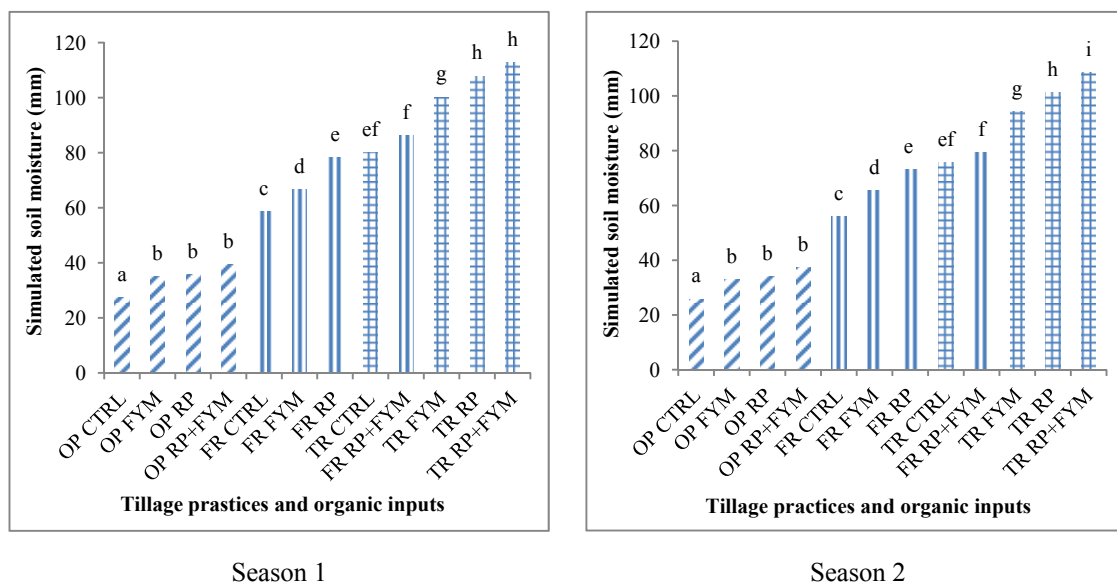 120
100
80
60
40
20
0
Simulated soil moisture (mm)
a
b
b
b
c
d
e
ef
f
g
h
h
OP CTRL
OP FYM
OP RP
OP RP+FYM
FR CTRL
FR FYM
FR RP
TR CTRL
FR RP+FYM
TR FYM
TR RP
TR RP+FYM
Tillage prastices and organic inputs
Season 1
120
100
80
60
40
20
0
Simulated soil moisture (mm)
a
b
b
b
c
d
e
ef
f
g
h
i
OP CTRL
OP FYM
OP RP
OP RP+FYM
FR CTRL
FR FYM
FR RP
TR CTRL
FR RP+FYM
TR FYM
TR RP
TR RP+FYM
Tillage practices and organic inputs
Season 2